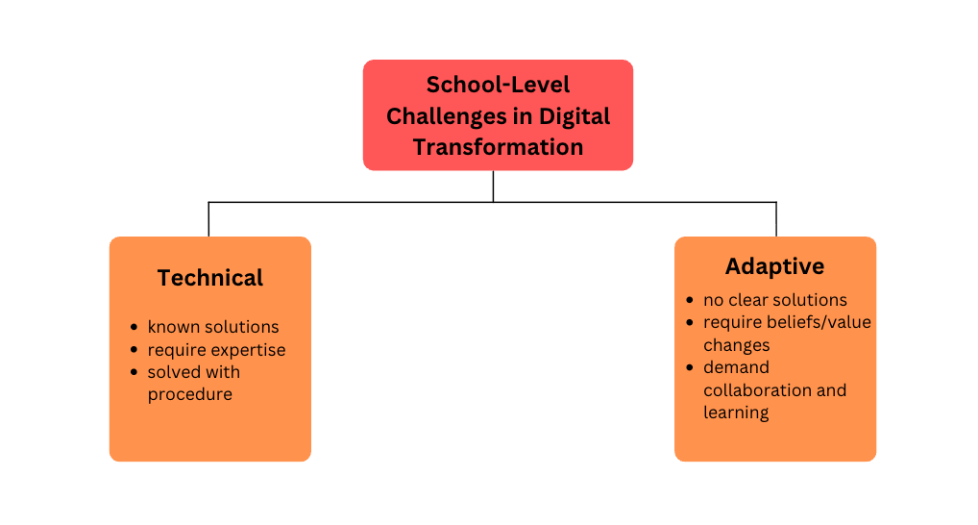 School-Level
Challenges in Digital
Transformation
Technical
• known solutions
• require expertise
• solved with
procedure
Adaptive
• no clear solutions
• require beliefs/value
changes
• demand
collaboration and
learning